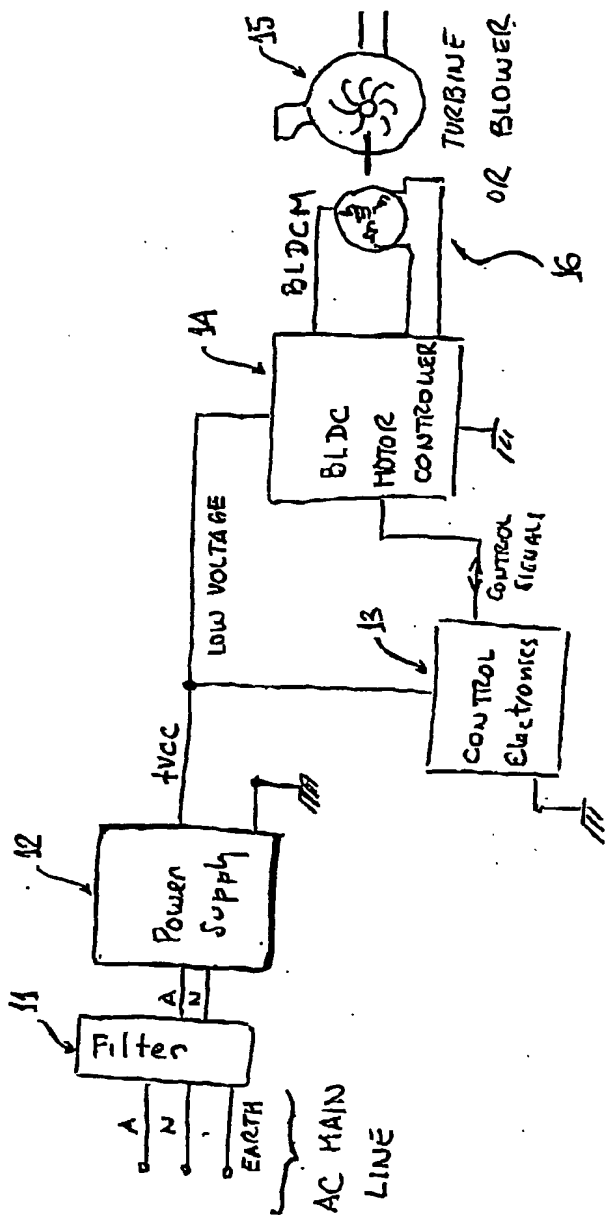 11
Filter
A
N
EARTH
AC MAIN
LINE
A
N
12
Power
Supply
+VCC
LOW VOLTAGE
13
CONTROL
Electronics
CONTROL
SIGNALS
14
BLDC
MOTOR
CONTROLLER
BLDCM
15
TURBINE
OR BLOWER
16